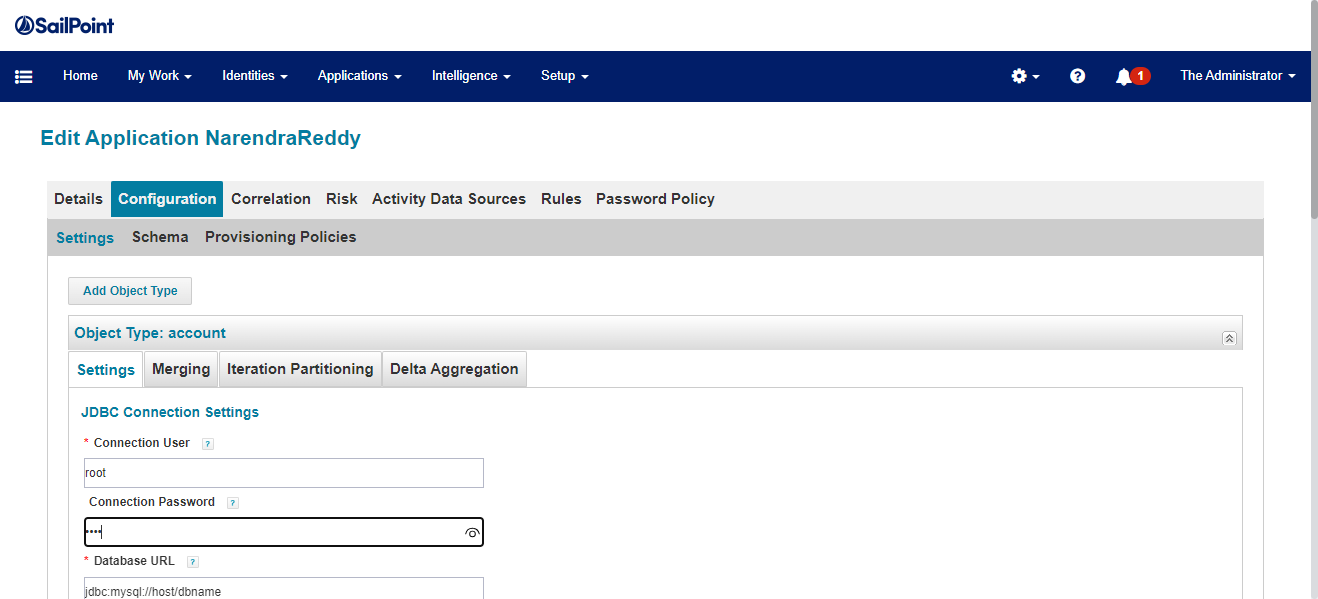 SailPoint
Home My Work Identities Applications Intelligence Setup ? 1 The Administrator
Edit Application NarendraReddy
Details Configuration Correlation Risk Activity Data Sources Rules Password Policy
Settings Schema Provisioning Policies
Add Object Type
Object Type: account
Settings Merging Iteration Partitioning Delta Aggregation
JDBC Connection Settings
* Connection User ?
root
Connection Password ?
••••
* Database URL ?
jdbc:mysql://host/dbname